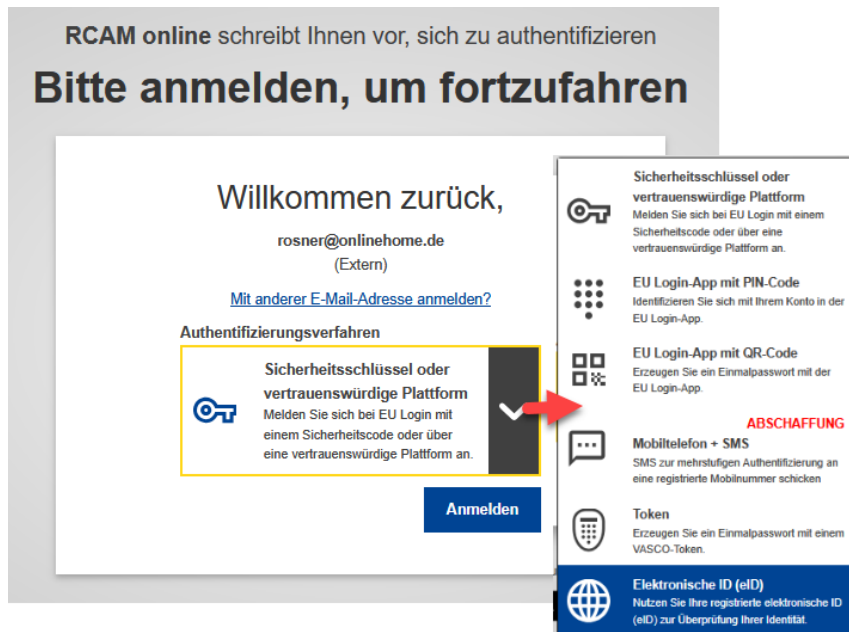 RCAM online schreibt Ihnen vor, sich zu authentifizieren
Bitte anmelden, um fortzufahren
Willkommen zurück,
rosner@onlinehome.de
(Extern)
Mit anderer E-Mail-Adresse anmelden?
Authentifizierungsverfahren
Sicherheitsschlüssel oder
vertrauenswürdige Plattform
Melden Sie sich bei EU Login mit
einem Sicherheitscode oder über
eine vertrauenswürdige Plattform an.
Anmelden
Sicherheitsschlüssel oder
vertrauenswürdige Plattform
Melden Sie sich bei EU Login mit einem
Sicherheitscode oder über eine
vertrauenswürdige Plattform an.
EU Login-App mit PIN-Code
Identifizieren Sie sich mit Ihrem Konto in der
EU Login-App.
EU Login-App mit QR-Code
Erzeugen Sie ein Einmalpasswort mit der
EU Login-App.
ABSCHAFFUNG
Mobiltelefon + SMS
SMS zur mehrstufigen Authentifizierung an
eine registrierte Mobilnummer schicken
Token
Erzeugen Sie ein Einmalpasswort mit einem
VASCO-Token.
Elektronische ID (eID)
Nutzen Sie Ihre registrierte elektronische ID
(eID) zur Überprüfung Ihrer Identität.